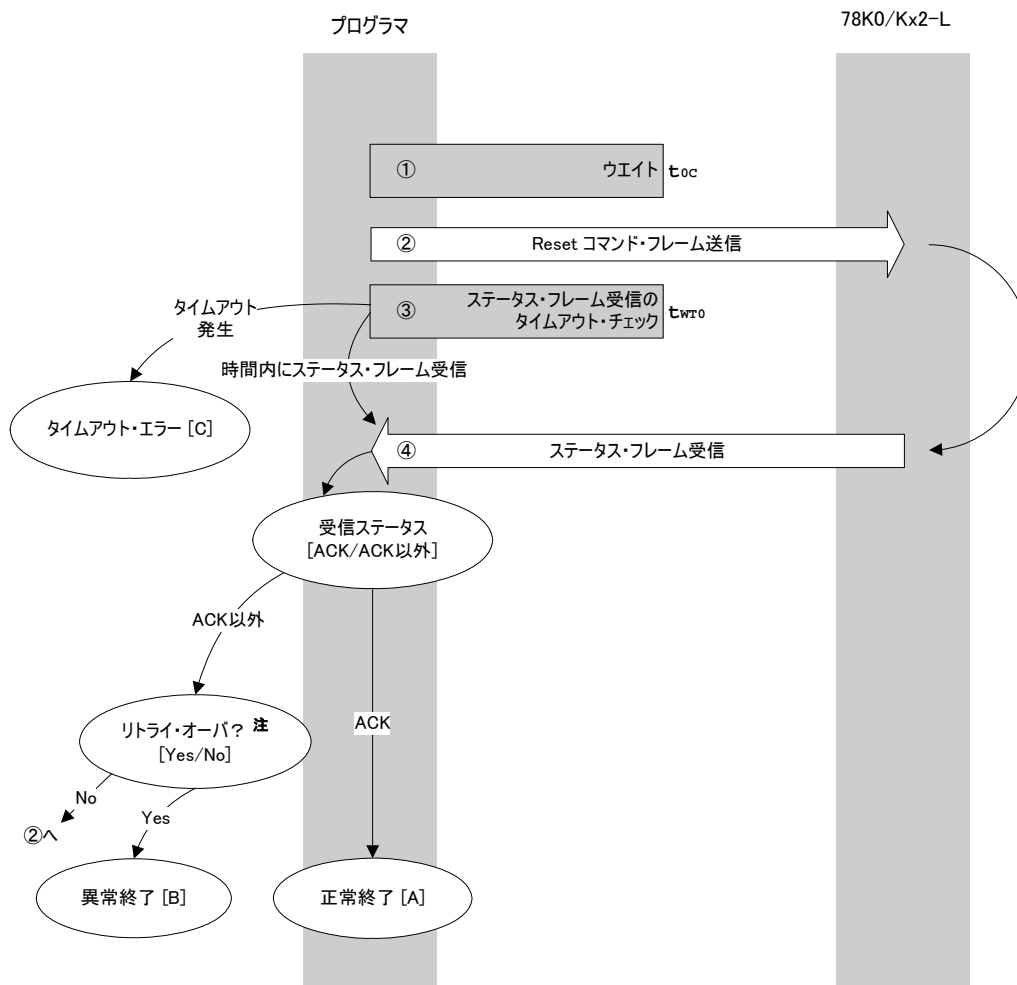 プログラマ
78K0/Kx2-L
① ウエイト t0C
② Reset コマンド・フレーム送信
③ ステータス・フレーム受信の
タイムアウト・チェック tWT0
タイムアウト
発生
時間内にステータス・フレーム受信
タイムアウト・エラー [C]
④ ステータス・フレーム受信
受信ステータス
[ACK/ACK以外]
ACK以外
リトライ・オーバ？ 注
[Yes/No]
ACK
No
②へ
Yes
異常終了 [B]
正常終了 [A]